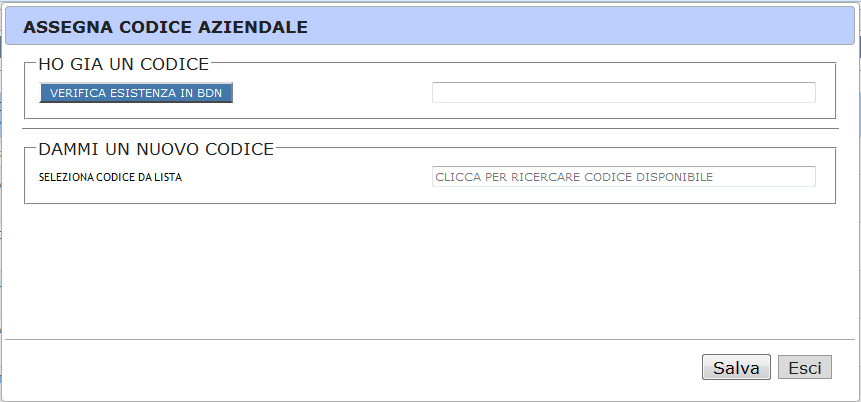 ASSEGNA CODICE AZIENDALE
HO GIA UN CODICE
VERIFICA ESISTENZA IN BDN
DAMMI UN NUOVO CODICE
SELEZIONA CODICE DA LISTA
CLICCA PER RICERCARE CODICE DISPONIBILE
Salva
Esci